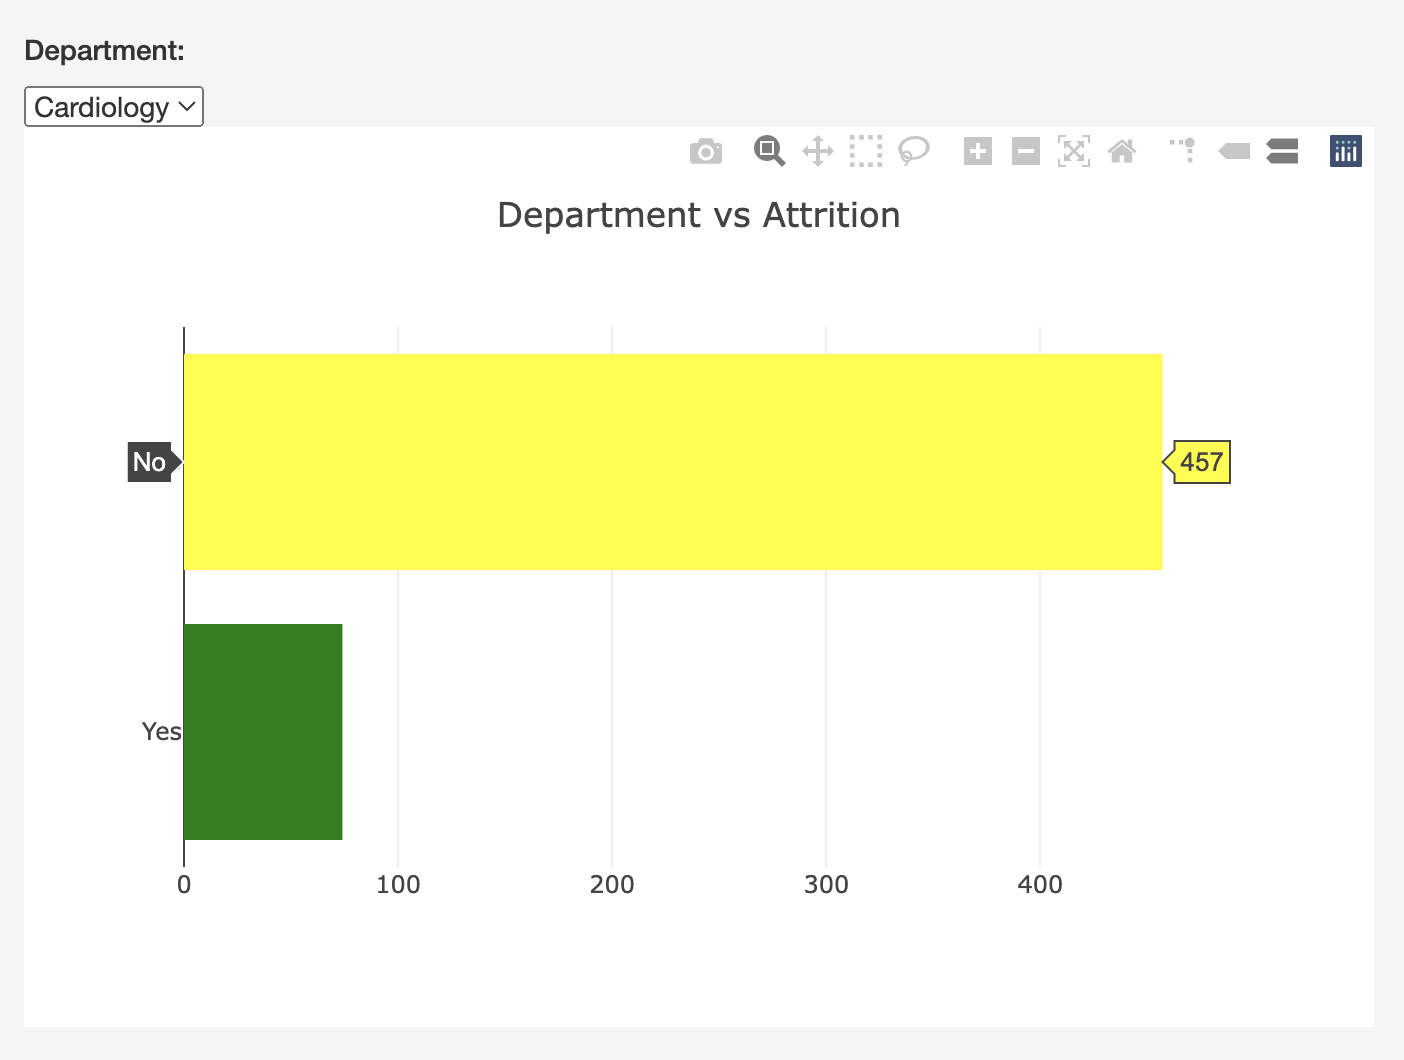 Department:
Cardiology
Department vs Attrition
No
457
Yes
0 100 200 300 400